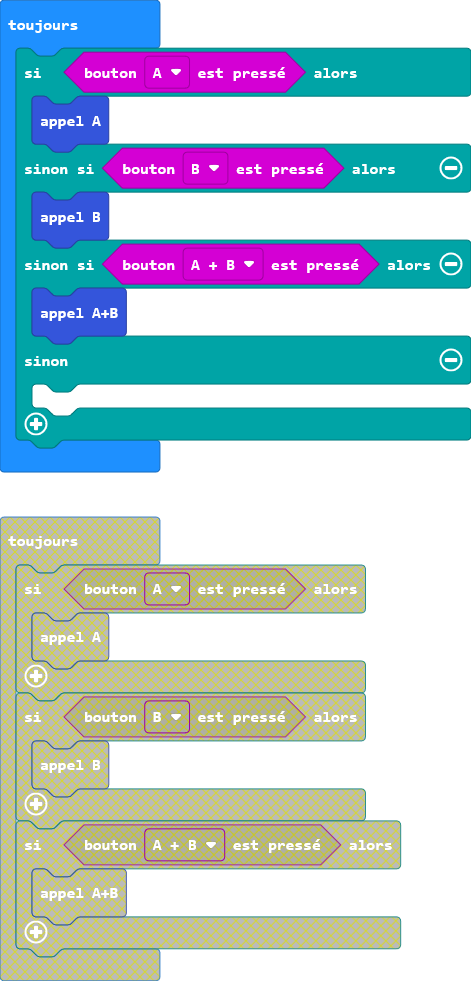 toujours
si bouton A est pressé alors
appel A
sinon si bouton B est pressé alors
appel B
sinon si bouton A + B est pressé alors
appel A+B
sinon
toujours
si bouton A est pressé alors
appel A
si bouton B est pressé alors
appel B
si bouton A + B est pressé alors
appel A+B